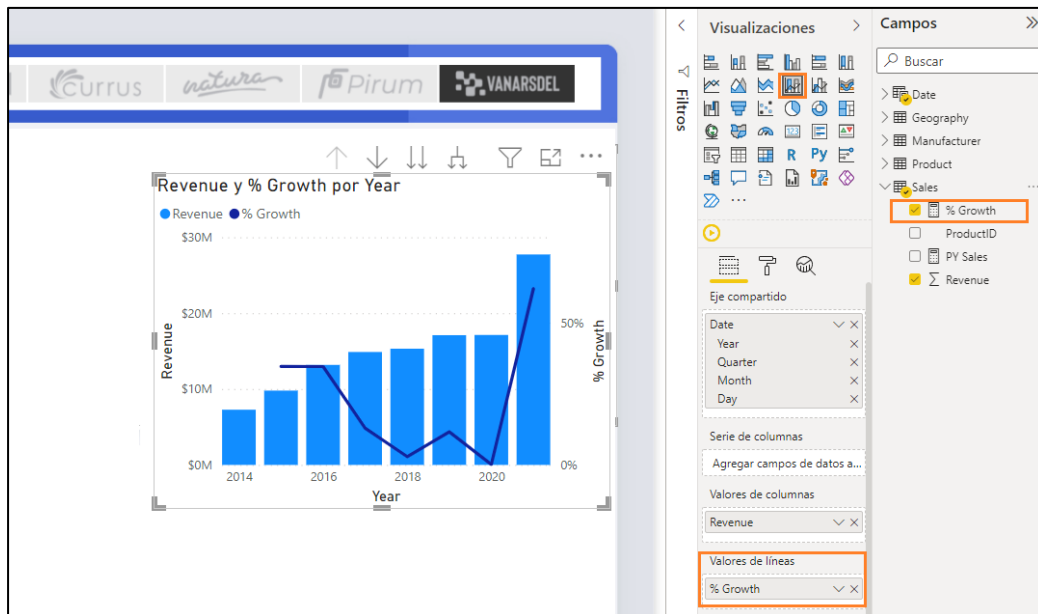 Currus
natura
Pirum
VANARSDEL
Revenue y % Growth por Year
Revenue
% Growth
$30M
$20M
$10M
$0M
Revenue
50%
0%
% Growth
2014
2016
2018
2020
Year
Filtros
Visualizaciones
123
R
Py
Eje compartido
Date
Year
Quarter
Month
Day
Serie de columnas
Agregar campos de datos a...
Valores de columnas
Revenue
Valores de líneas
% Growth
Campos
Buscar
Date
Geography
Manufacturer
Product
Sales
% Growth
ProductID
PY Sales
Revenue